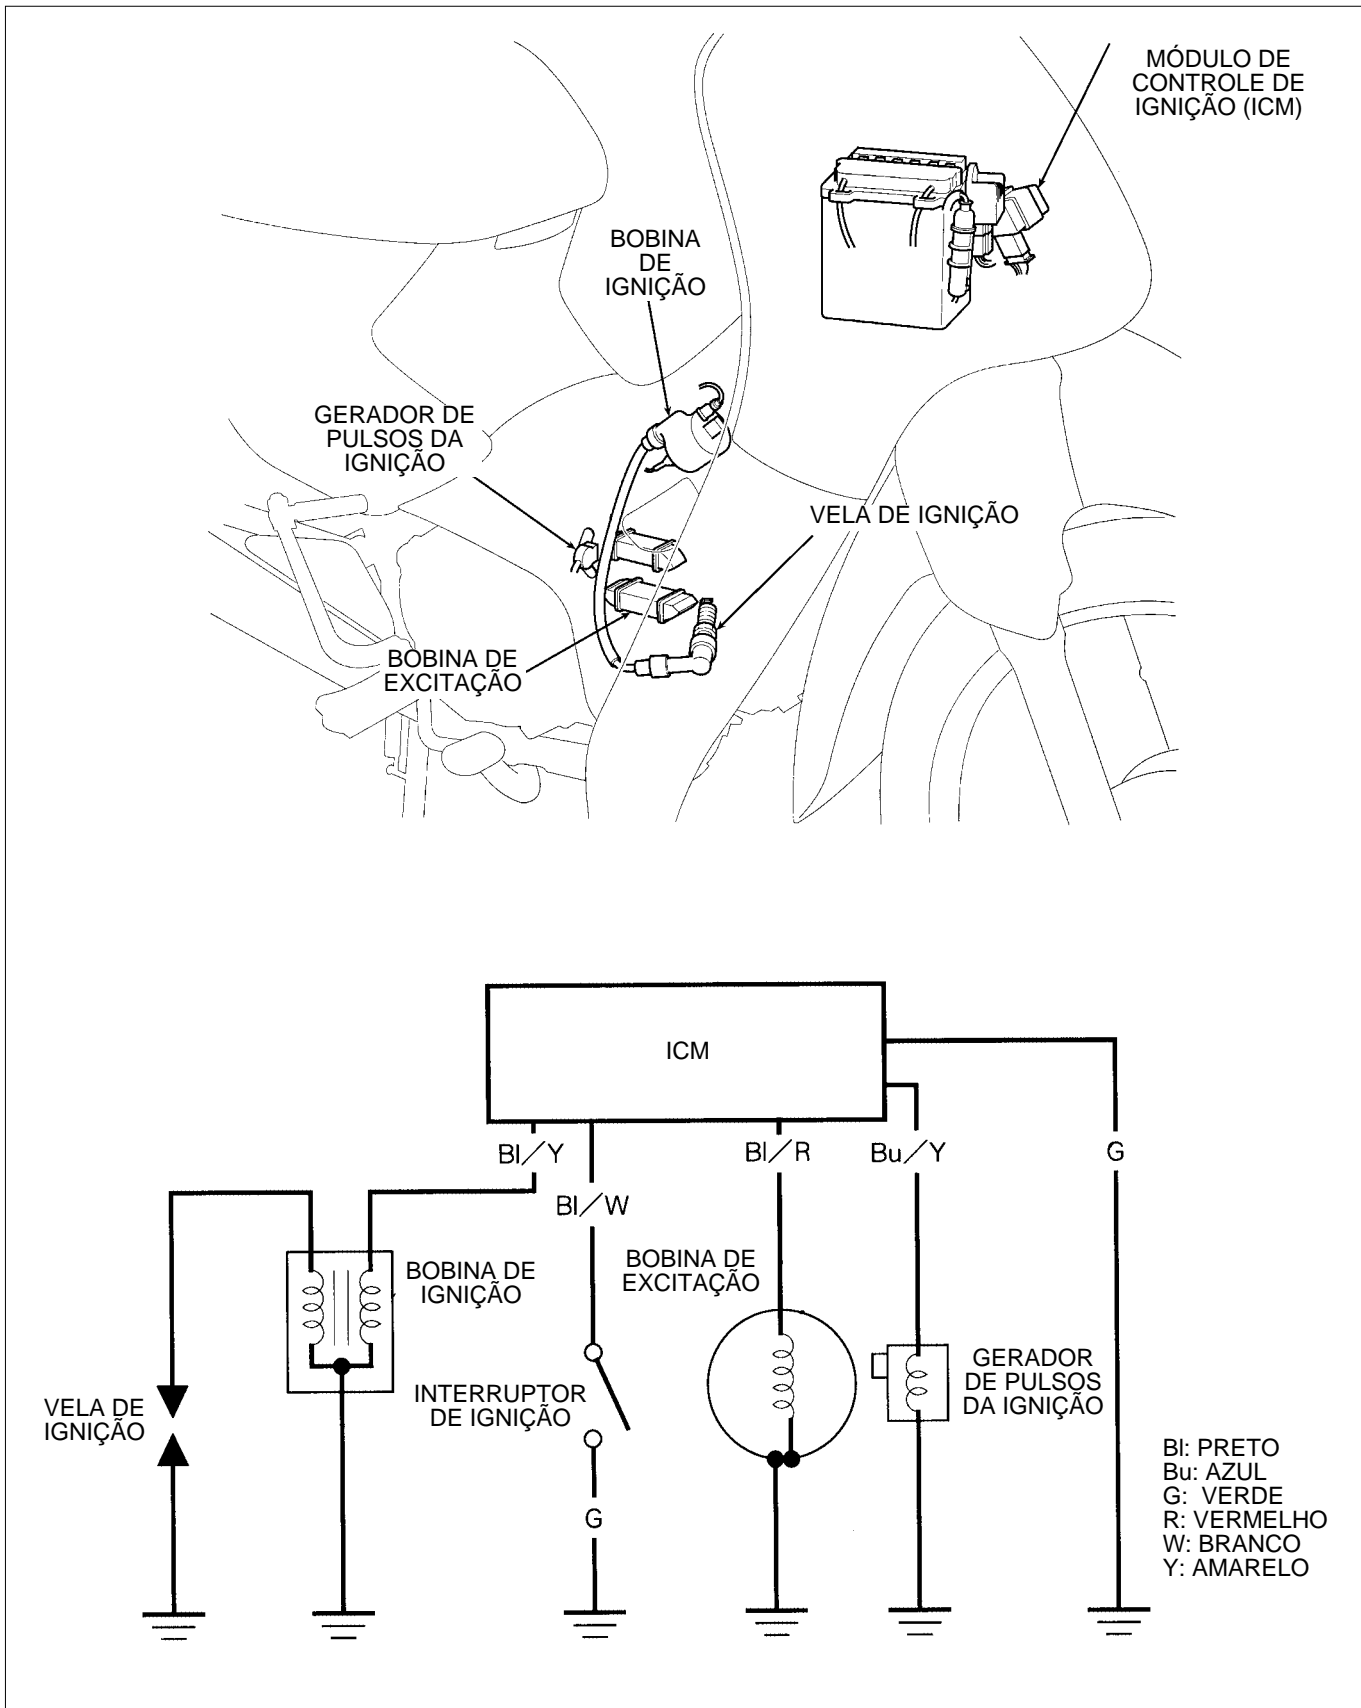 MÓDULO DE
CONTROLE DE
IGNIÇÃO (ICM)
BOBINA
DE
IGNIÇÃO
GERADOR DE
PULSOS DA
IGNIÇÃO
VELA DE IGNIÇÃO
BOBINA DE
EXCITAÇÃO
ICM
Bl/Y
Bl/W
Bl/R
Bu/Y
G
BOBINA DE
IGNIÇÃO
BOBINA DE
EXCITAÇÃO
VELA DE
IGNIÇÃO
INTERRUPTOR
DE IGNIÇÃO
GERADOR
DE PULSOS
DA IGNIÇÃO
G
Bl: PRETO
Bu: AZUL
G: VERDE
R: VERMELHO
W: BRANCO
Y: AMARELO